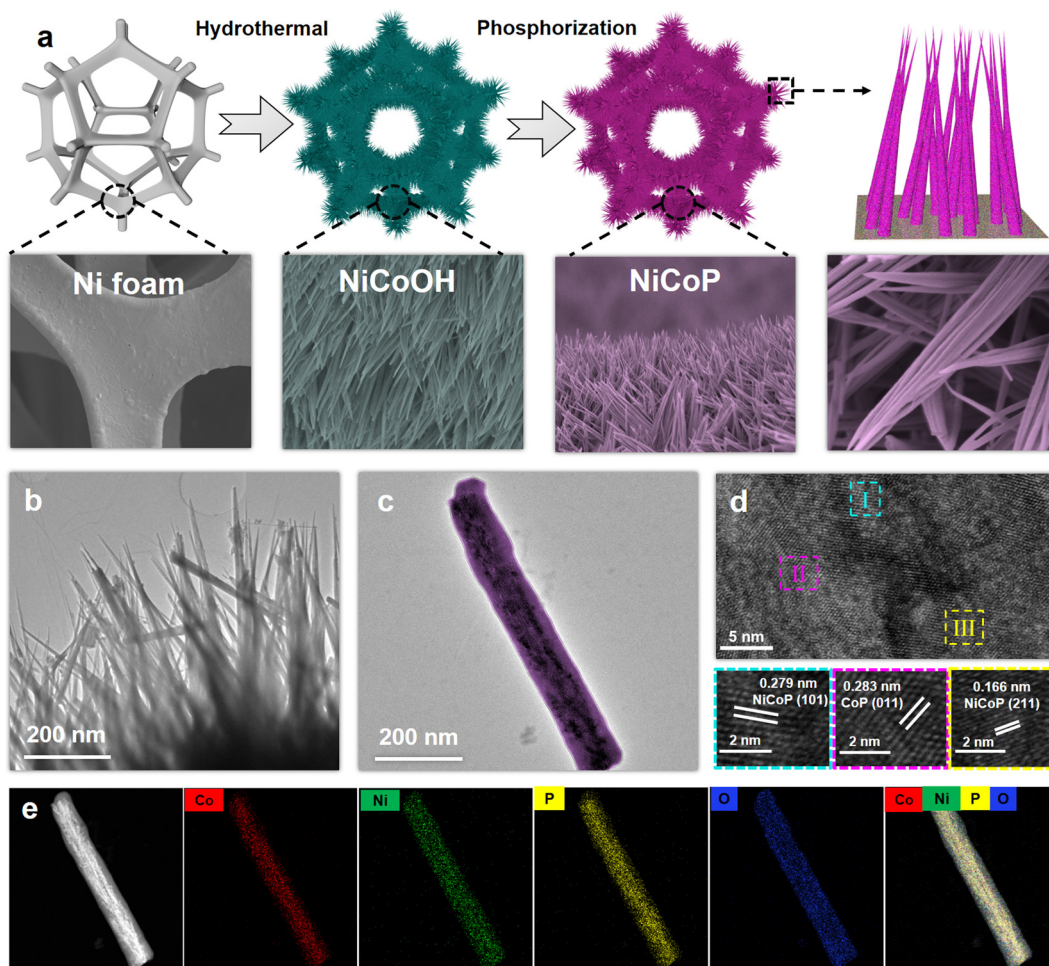 a
Hydrothermal
Phosphorization
Ni foam
NiCoOH
NiCoP
b
200 nm
c
200 nm
d
I
II
III
5 nm
0.279 nm
NiCoP (101)
2 nm
0.283 nm
CoP (011)
2 nm
0.166 nm
NiCoP (211)
2 nm
e
Co
Ni
P
O
Co Ni P O